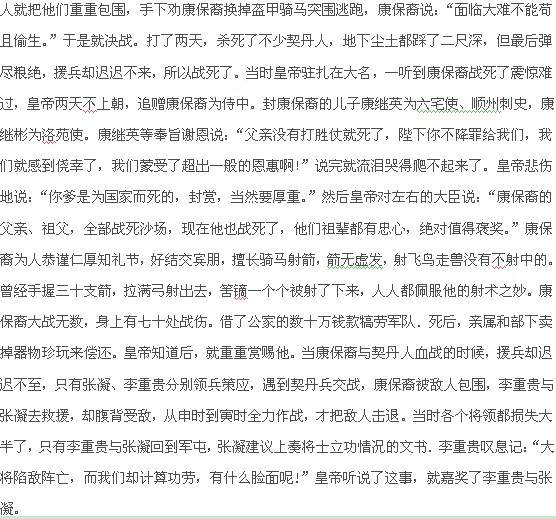 人就把他们重重包围，手下劝康保裔换掉盔甲骑马突围逃跑，康保裔说：“面临大难不能苟
且偷生。”于是就决战。打了两天，杀死了不少契丹人，地下尘土都踩了二尺深，但最后弹
尽粮绝，援兵却迟迟不来，所以战死了。当时皇帝驻扎在大名，一听到康保裔战死了震惊难
过，皇帝两天不上朝，追赠康保裔为侍中。封康保裔的儿子康继英为六宅使、顺州刺史，康
继彬为洛苑使。康继英等奉旨谢恩说：“父亲没有打胜仗就死了，陛下你不降罪给我们，我
们就感到侥幸了，我们蒙受了超出一般的恩惠啊!”说完就流泪哭得爬不起来了。皇帝悲伤
地说：“你爹是为国家而死的，封赏，当然要厚重。”然后皇帝对左右的大臣说：“康保裔的
父亲、祖父，全部战死沙场，现在他也战死了，他们祖辈都有忠心，绝对值得褒奖。”康保
裔为人恭谨仁厚知礼节，好结交宾朋，擅长骑马射箭，箭无虚发，射飞鸟走兽没有不射中的。
曾经手握三十支箭，拉满弓射出去，筈镝一个个被射了下来，人人都佩服他的射术之妙。康
保裔大战无数，身上有七十处战伤。借了公家的数十万钱款犒劳军队．死后，亲属和部下卖
掉器物珍玩来偿还。皇帝知道后，就重重赏赐他。当康保裔与契丹人血战的时候，援兵却迟
迟不至，只有张凝、李重贵分别领兵策应，遇到契丹兵交战，康保裔被敌人包围，李重贵与
张凝去救援，却腹背受敌，从申时到寅时全力作战，才把敌人击退。当时各个将领都损失大
半了，只有李重贵与张凝回到军屯，张凝建议上奏将士立功情况的文书．李重贵叹息记：“大
将陷敌阵亡，而我们却计算功劳，有什么脸面呢!”皇帝听说了这事，就嘉奖了李重贵与张
凝。